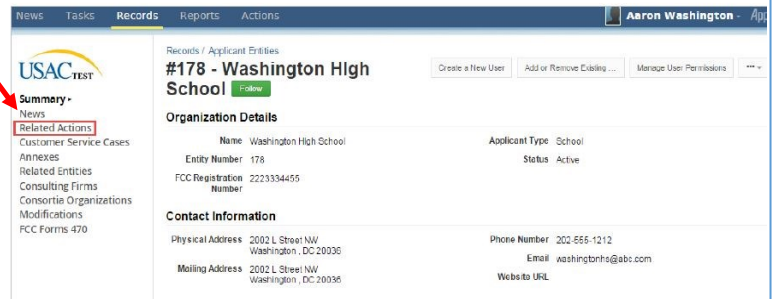 News Tasks Records Reports Actions Aaron Washington - App
USAC TEST
Summary
News
Related Actions
Customer Service Cases
Annexes
Related Entities
Consulting Firms
Consortia Organizations
Modifications
FCC Forms 470
Records / Applicant Entities
#178 - Washington HIgh
School Follow
Create a New User Add or Remove Existing ... Manage User Permissions ...
Organization Details
Name Washington High School
Entity Number 178
FCC Registration 2223334455
Number
Applicant Type School
Status Active
Contact Information
Physical Address 2002 L Street NW
Washington , DC 20036
Mailing Address 2002 L Street NW
Washington , DC 20036
Phone Number 202-555-1212
Email washingtonhs@abc.com
Website URL